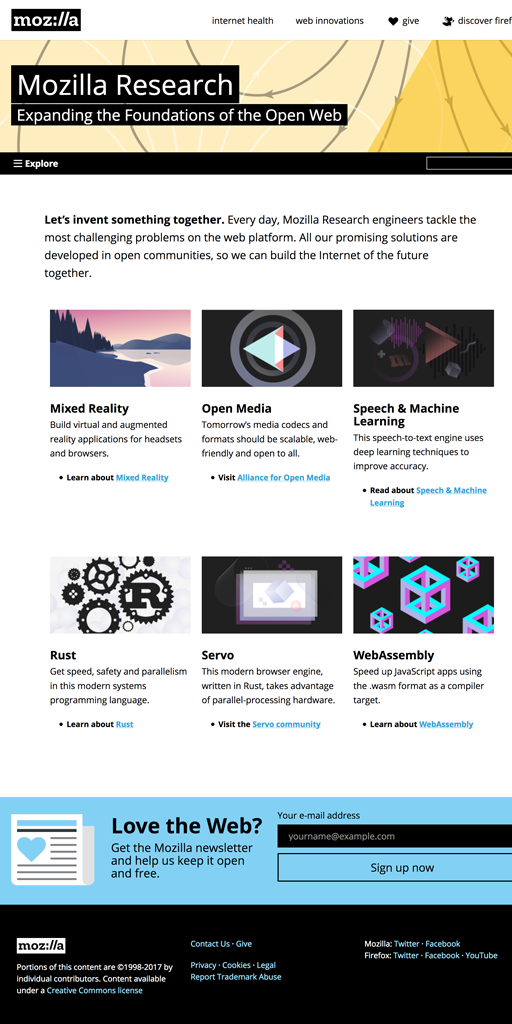 moz://a
internet health
web innovations
give
discover firef
Mozilla Research
Expanding the Foundations of the Open Web
☰ Explore
Let's invent something together. Every day, Mozilla Research engineers tackle the
most challenging problems on the web platform. All our promising solutions are
developed in open communities, so we can build the Internet of the future
together.
Mixed Reality
Build virtual and augmented
reality applications for headsets
and browsers.
• Learn about Mixed Reality
Open Media
Tomorrow's media codecs and
formats should be scalable, web-
friendly and open to all.
• Visit Alliance for Open Media
Speech & Machine
Learning
This speech-to-text engine uses
deep learning techniques to
improve accuracy.
• Read about Speech & Machine
Learning
R
Rust
Get speed, safety and parallelism
in this modern systems
programming language.
• Learn about Rust
Servo
This modern browser engine,
written in Rust, takes advantage
of parallel-processing hardware.
• Visit the Servo community
WebAssembly
Speed up JavaScript apps using
the .wasm format as a compiler
target.
• Learn about WebAssembly
Love the Web?
Get the Mozilla newsletter
and help us keep it open
and free.
Your e-mail address
yourname@example.com
Sign up now
moz://a
Portions of this content are ©1998-2017 by
individual contributors. Content available
under a Creative Commons license
Contact Us · Give
Privacy · Cookies · Legal
Report Trademark Abuse
Mozilla: Twitter · Facebook
Firefox: Twitter · Facebook · YouTube